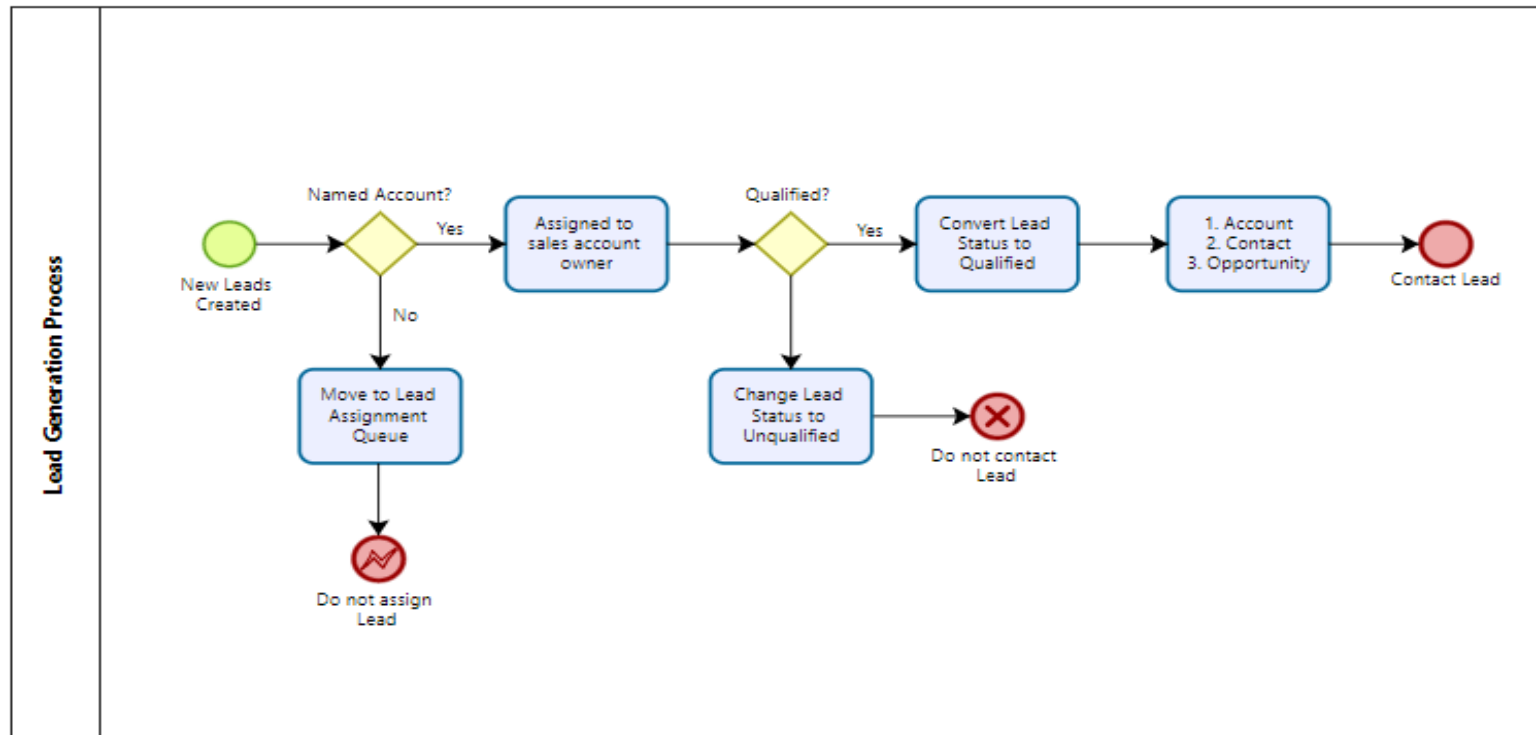 Lead Generation Process
Named Account?
Qualified?
New Leads
Created
Yes
Assigned to
sales account
owner
Yes
Convert Lead
Status to
Qualified
1. Account
2. Contact
3. Opportunity
Contact Lead
No
Move to Lead
Assignment
Queue
Change Lead
Status to
Unqualified
Do not contact
Lead
Do not assign
Lead